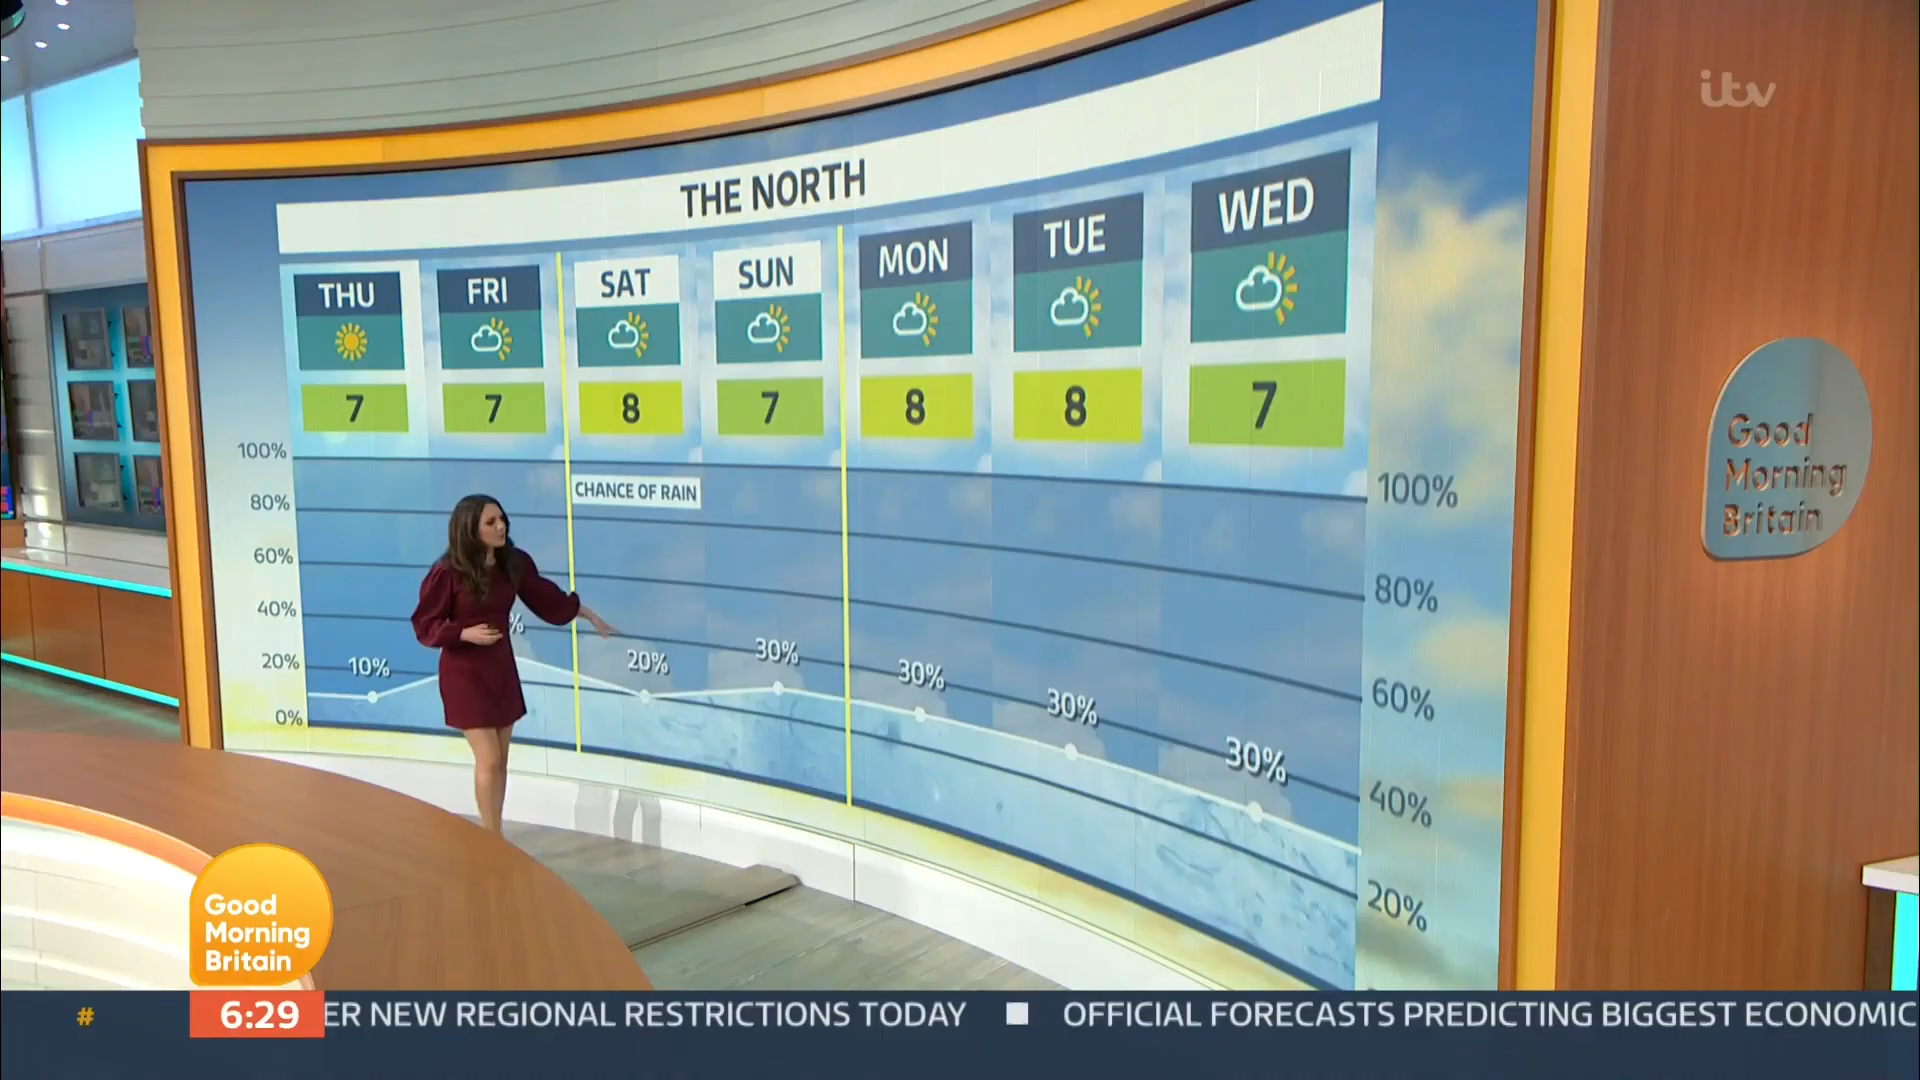 itv
THE NORTH
THU
FRI
SAT
SUN
MON
TUE
WED
7
7
8
7
8
8
7
100%
80%
60%
40%
20%
0%
CHANCE OF RAIN
10%
%
20%
30%
30%
30%
30%
100%
80%
60%
40%
20%
Good
Morning
Britain
Good
Morning
Britain
# 6:29 ER NEW REGIONAL RESTRICTIONS TODAY OFFICIAL FORECASTS PREDICTING BIGGEST ECONOMIC